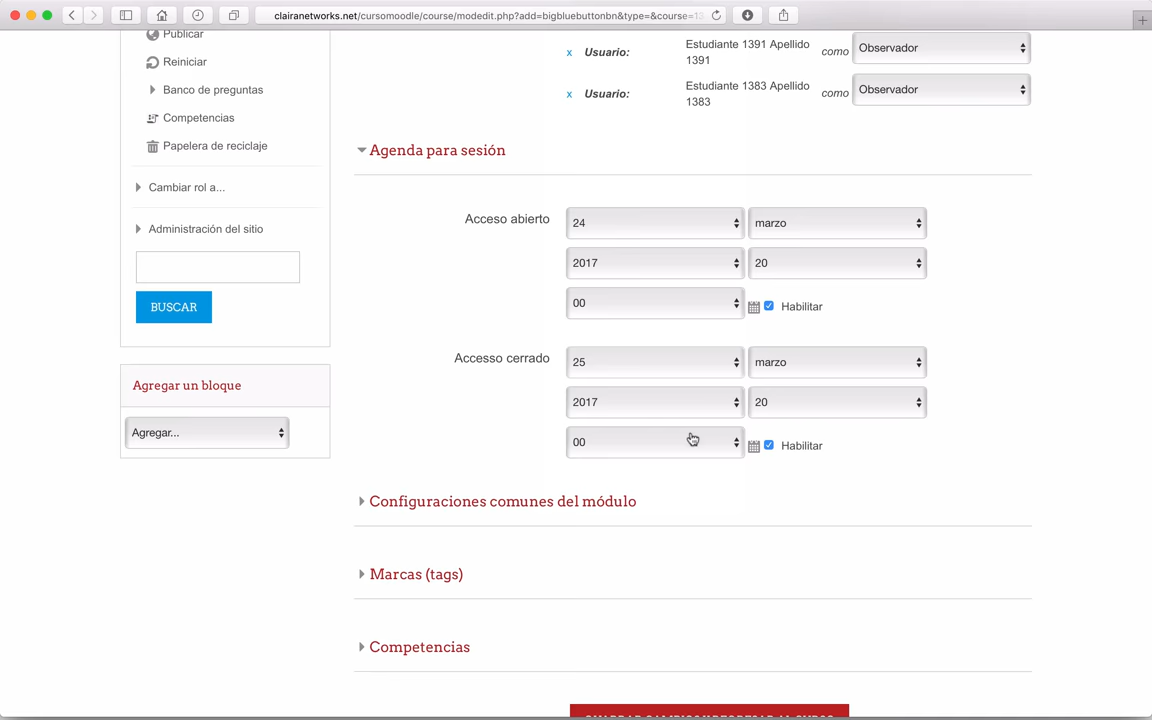 clairanetworks.net/cursomoodle/course/modedit.php?add=bigbluebuttonbn&type=&course=13
Publicar
Reiniciar
Banco de preguntas
Competencias
Papelera de reciclaje
Cambiar rol a...
Administración del sitio
BUSCAR
Agregar un bloque
Agregar...
x Usuario: Estudiante 1391 Apellido 1391 como Observador
x Usuario: Estudiante 1383 Apellido 1383 como Observador
Agenda para sesión
Acceso abierto 24 marzo
2017 20
00 Habilitar
Accesso cerrado 25 marzo
2017 20
00 Habilitar
Configuraciones comunes del módulo
Marcas (tags)
Competencias